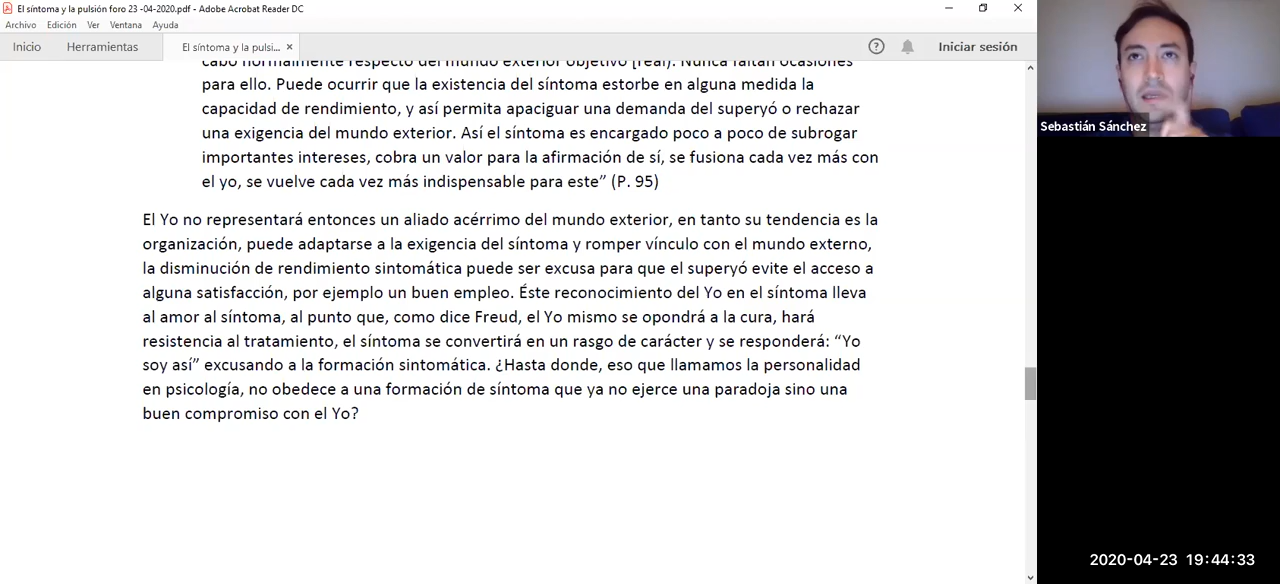 El síntoma y la pulsión foro 23 -04-2020.pdf - Adobe Acrobat Reader DC
Archivo Edición Ver Ventana Ayuda
Inicio Herramientas El síntoma y la pulsi... × ? Iniciar sesión
cabo normalmente respecto del mundo exterior objetivo [real]. Nunca faltan ocasiones
para ello. Puede ocurrir que la existencia del síntoma estorbe en alguna medida la
capacidad de rendimiento, y así permita apaciguar una demanda del superyó o rechazar
una exigencia del mundo exterior. Así el síntoma es encargado poco a poco de subrogar
importantes intereses, cobra un valor para la afirmación de sí, se fusiona cada vez más con
el yo, se vuelve cada vez más indispensable para este” (P. 95)
El Yo no representará entonces un aliado acérrimo del mundo exterior, en tanto su tendencia es la
organización, puede adaptarse a la exigencia del síntoma y romper vínculo con el mundo externo,
la disminución de rendimiento sintomática puede ser excusa para que el superyó evite el acceso a
alguna satisfacción, por ejemplo un buen empleo. Éste reconocimiento del Yo en el síntoma lleva
al amor al síntoma, al punto que, como dice Freud, el Yo mismo se opondrá a la cura, hará
resistencia al tratamiento, el síntoma se convertirá en un rasgo de carácter y se responderá: “Yo
soy así” excusando a la formación sintomática. ¿Hasta donde, eso que llamamos la personalidad
en psicología, no obedece a una formación de síntoma que ya no ejerce una paradoja sino una
buen compromiso con el Yo?
Sebastián Sánchez
2020-04-23 19:44:33